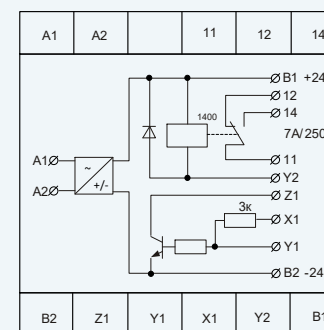 A1 A2 11 12 14
B1 +24
12
1400
14
7A/250
~
A1
11
+/-
A2
Y2
Z1
3к
X1
Y1
B2 -24
B2 Z1 Y1 X1 Y2 B1